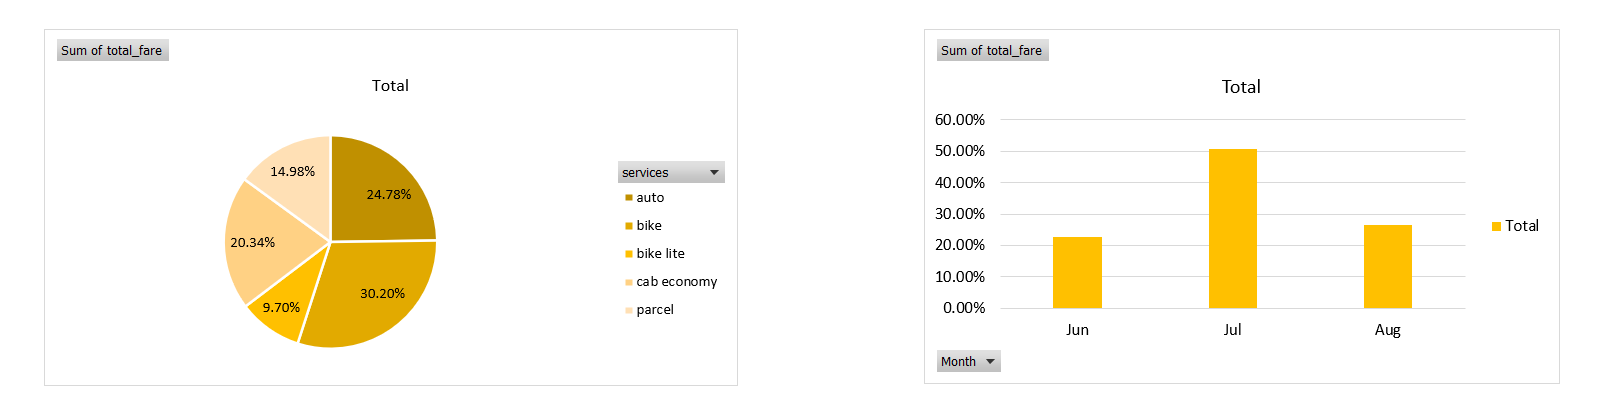 Sum of total_fare
Total
14.98%
24.78%
20.34%
9.70%
30.20%
services
auto
bike
bike lite
cab economy
parcel
Sum of total_fare
Total
60.00%
50.00%
40.00%
30.00%
20.00%
10.00%
0.00%
Jun Jul Aug
Total
Month